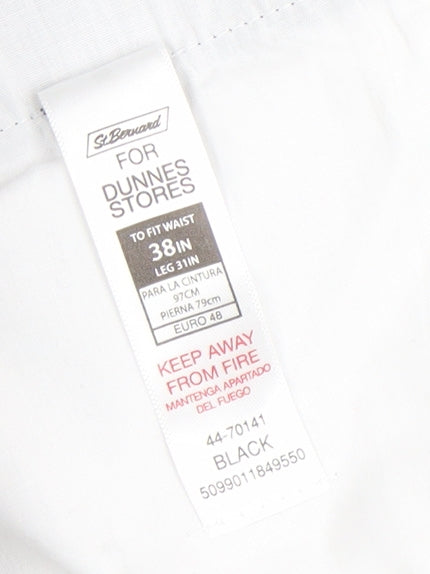 St.Bernard
FOR
DUNNES
STORES
TO FIT WAIST
38IN
LEG 31IN
PARA LA CINTURA
97CM
PIERNA 79cm
EURO 48
KEEP AWAY
FROM FIRE
MANTENGA APARTADO
DEL FUEGO
44-70141
BLACK
5099011849550